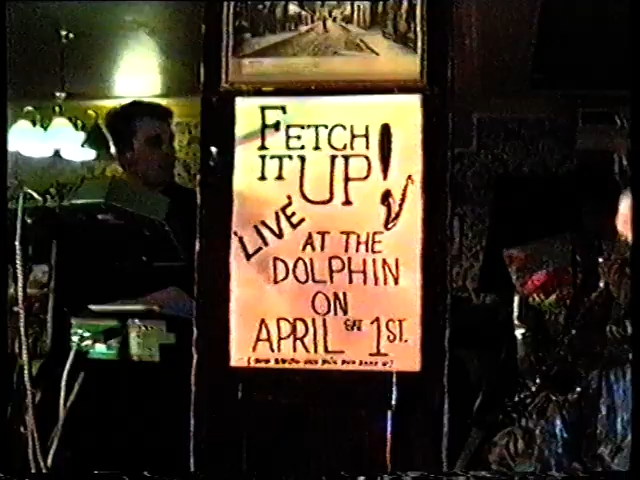 FETCH
IT UP!
LIVE
AT THE
DOLPHIN
ON
APRIL SAT 1ST.